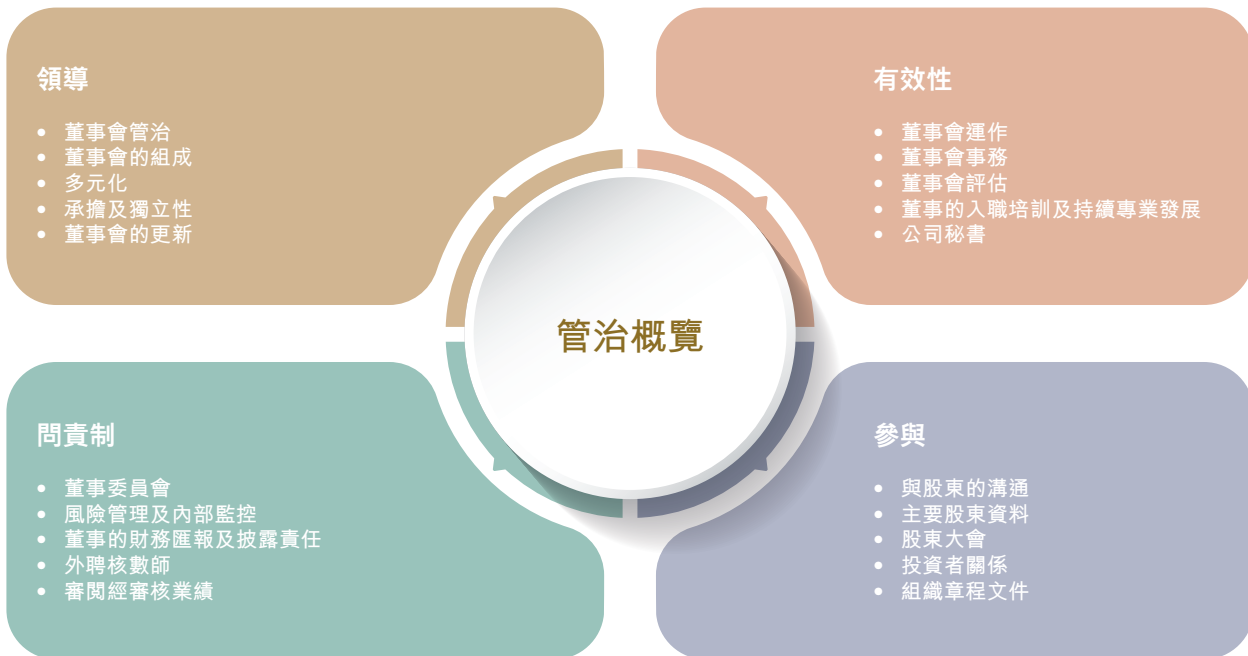 領導
• 董事會管治
• 董事會的組成
• 多元化
• 承擔及獨立性
• 董事會的更新
有效性
• 董事會運作
• 董事會事務
• 董事會評估
• 董事的入職培訓及持續專業發展
• 公司秘書
管治概覽
問責制
• 董事委員會
• 風險管理及內部監控
• 董事的財務匯報及披露責任
• 外聘核數師
• 審閱經審核業績
參與
• 與股東的溝通
• 主要股東資料
• 股東大會
• 投資者關係
• 組織章程文件